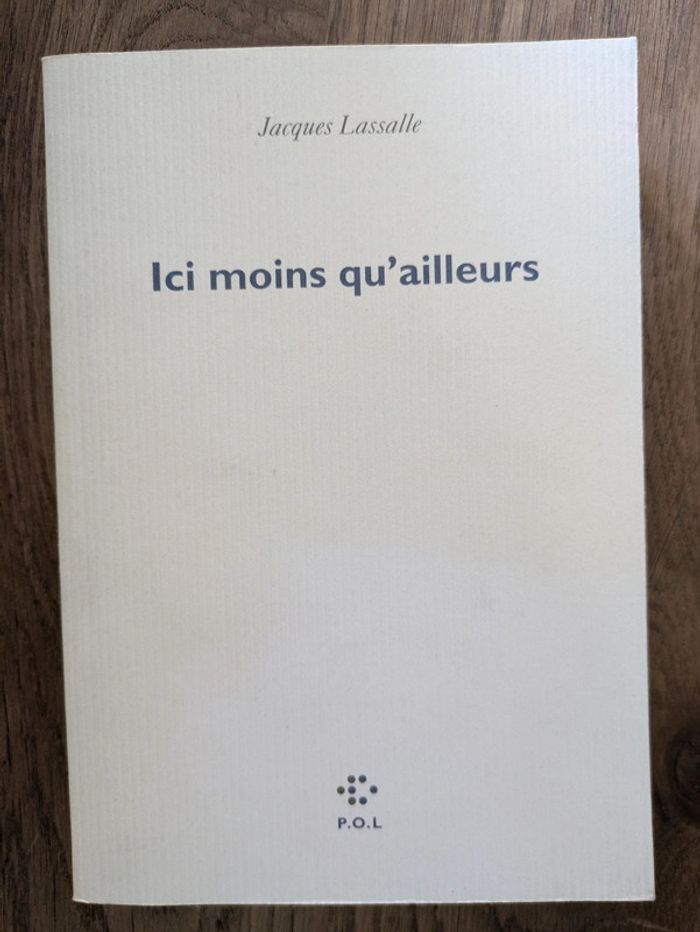 Jacques Lassalle
Ici moins qu’ailleurs
P.O.L